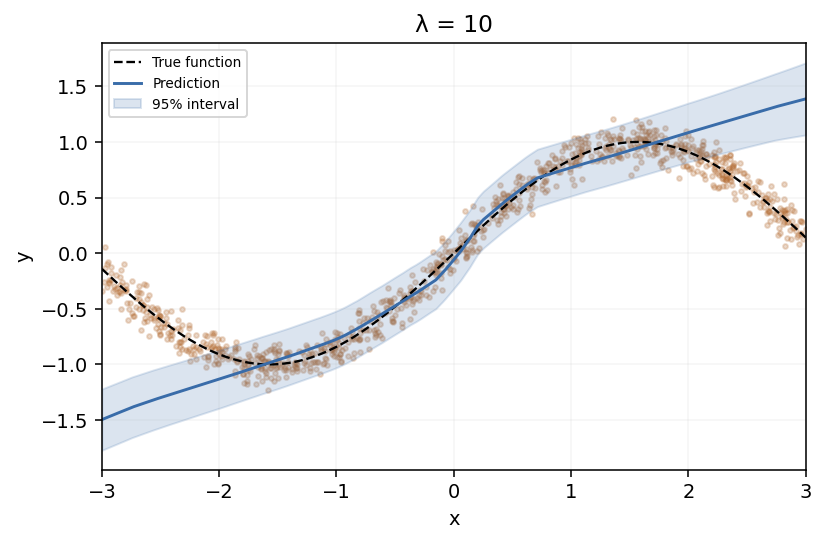 λ = 10
True function
Prediction
95% interval
1.5
1.0
0.5
0.0
−0.5
−1.0
−1.5
y
−3 −2 −1 0 1 2 3
x